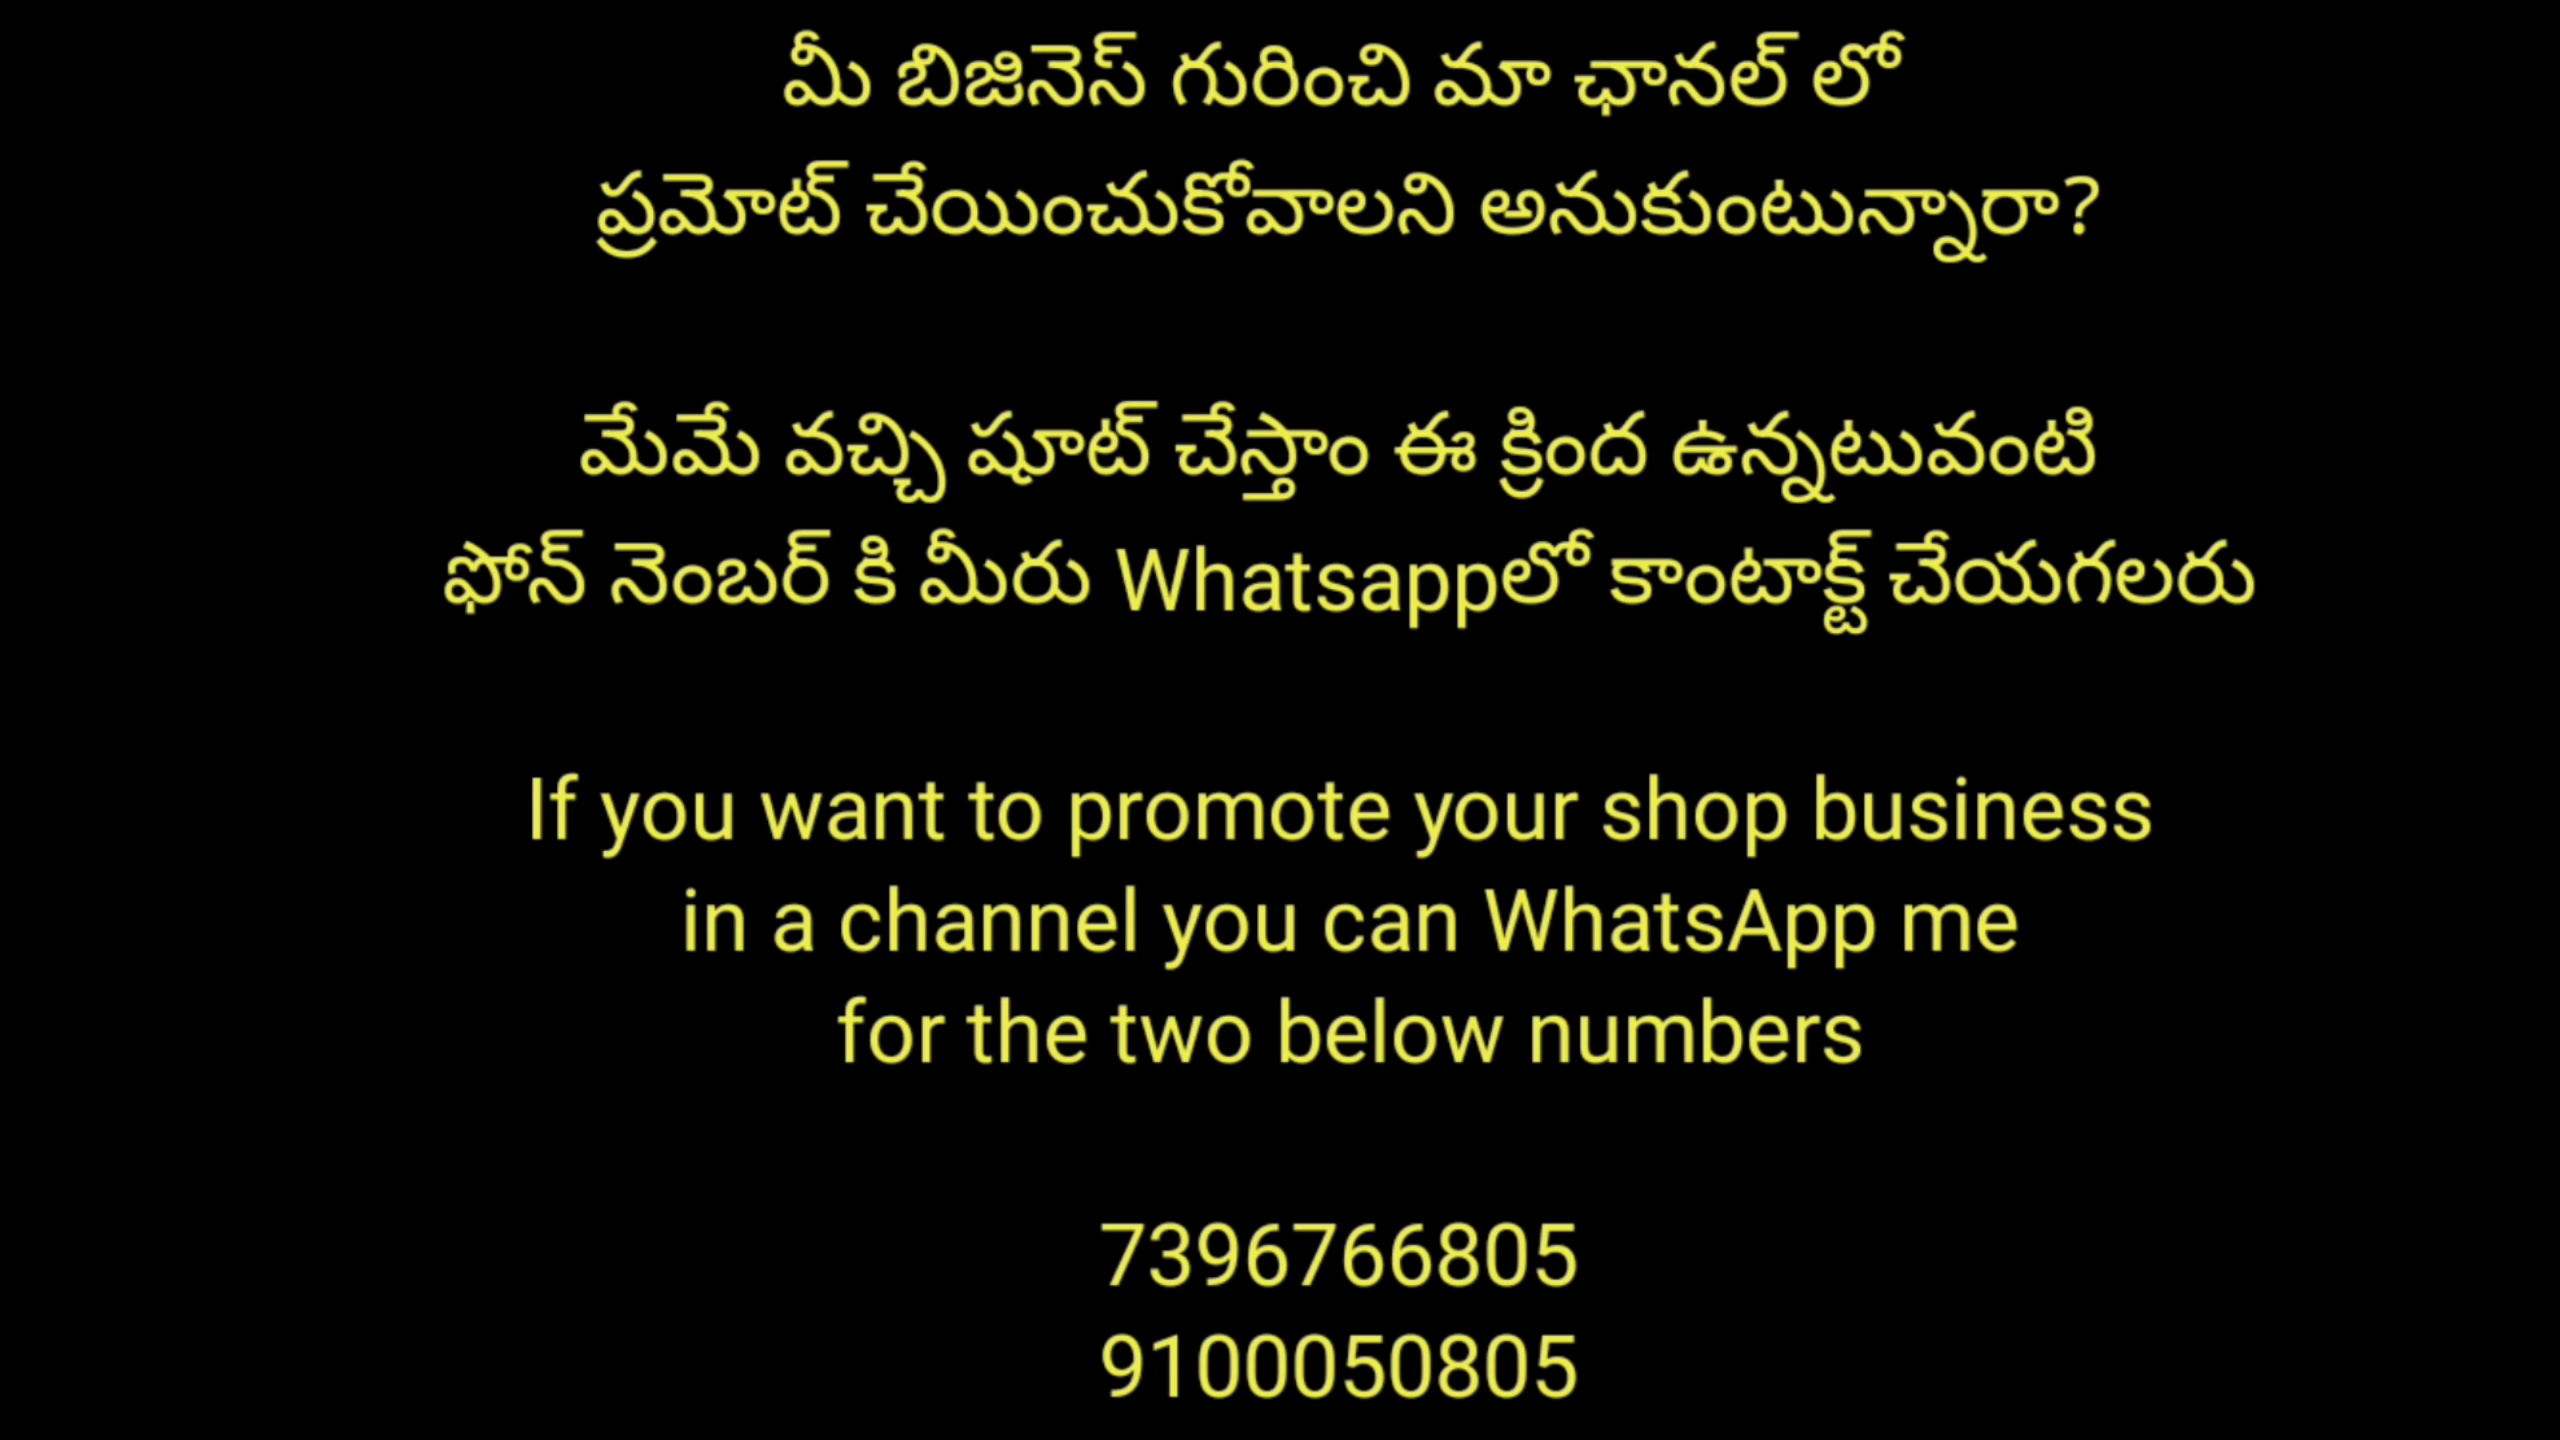 మీ బిజినెస్ గురించి మా ఛానల్ లో
ప్రమోట్ చేయించుకోవాలని అనుకుంటున్నారా?
మేమే వచ్చి షూట్ చేస్తాం ఈ క్రింద ఉన్నటువంటి
ఫోన్ నెంబర్ కి మీరు Whatsappలో కాంటాక్ట్ చేయగలరు
If you want to promote your shop business
in a channel you can WhatsApp me
for the two below numbers
7396766805
9100050805